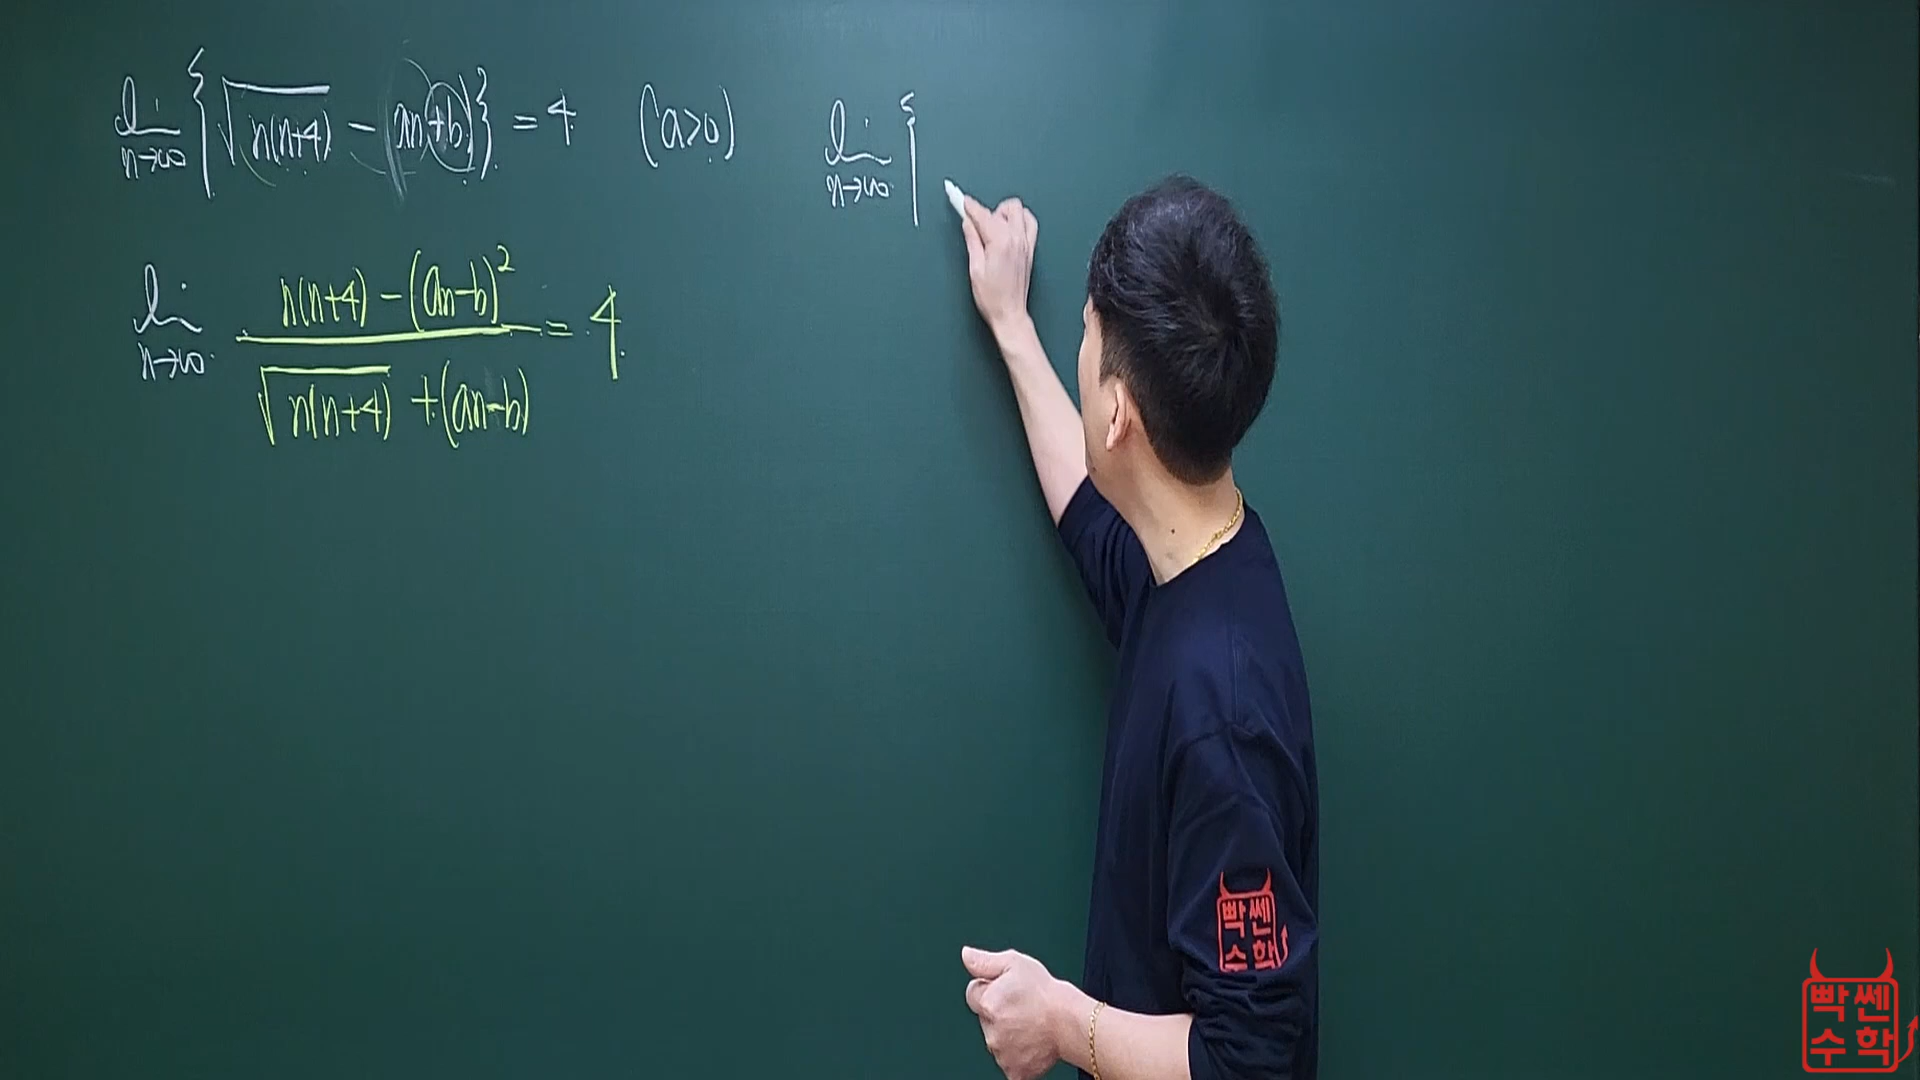 lim n→∞ {√n(n+4) − (an+b)} = 4 (a>0)
lim n→∞ {
lim n→∞ n(n+4) − (an−b)² / √n(n+4) + (an−b) = 4
빡쎈
수학
빡쎈
수학